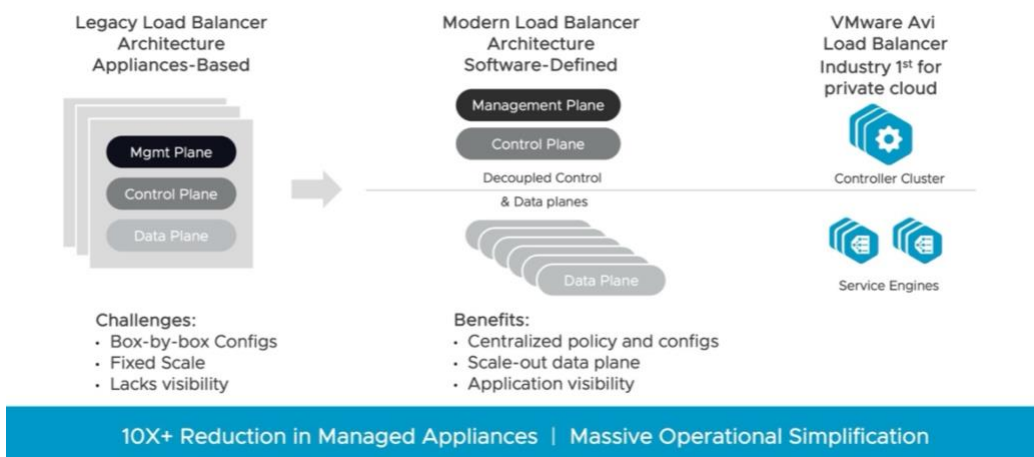 Legacy Load Balancer
Architecture
Appliances-Based
Mgmt Plane
Control Plane
Data Plane
Challenges:
• Box-by-box Configs
• Fixed Scale
• Lacks visibility
Modern Load Balancer
Architecture
Software-Defined
Management Plane
Control Plane
Decoupled Control
& Data planes
Data Plane
Benefits:
• Centralized policy and configs
• Scale-out data plane
• Application visibility
VMware Avi
Load Balancer
Industry 1st for
private cloud
Controller Cluster
Service Engines
10X+ Reduction in Managed Appliances | Massive Operational Simplification